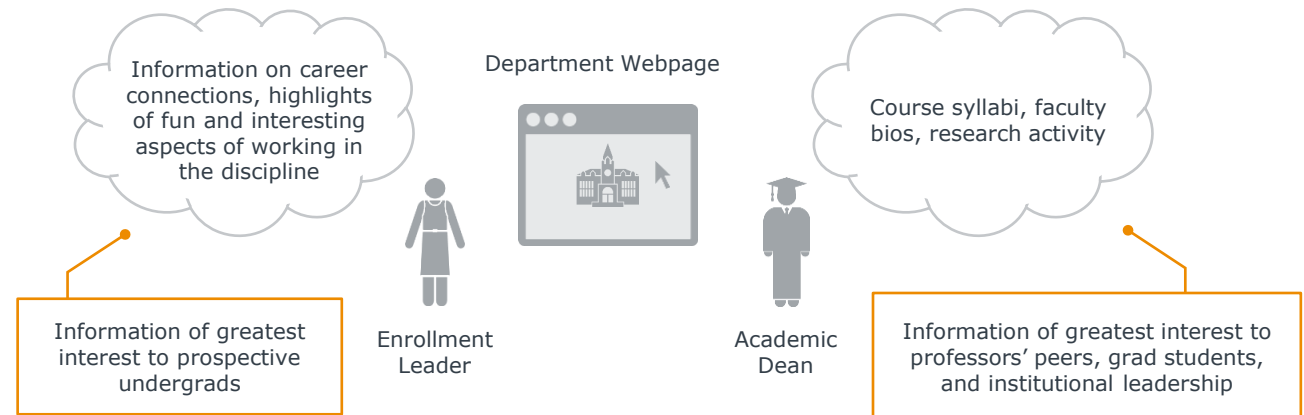 Information on career
connections, highlights
of fun and interesting
aspects of working in
the discipline
Department Webpage
Course syllabi, faculty
bios, research activity
Information of greatest
interest to prospective
undergrads
Enrollment
Leader
Academic
Dean
Information of greatest interest to
professors’ peers, grad students,
and institutional leadership